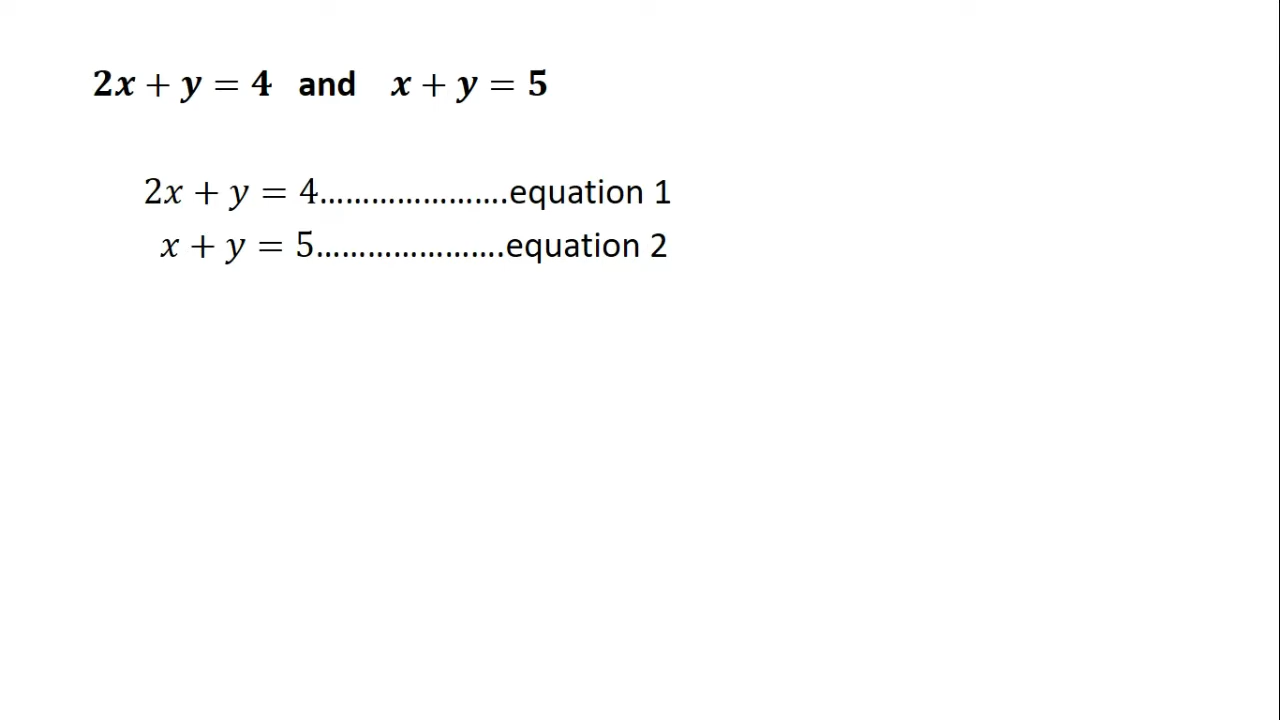 2x + y = 4 and x + y = 5
2x + y = 4………………….equation 1
x + y = 5………………….equation 2